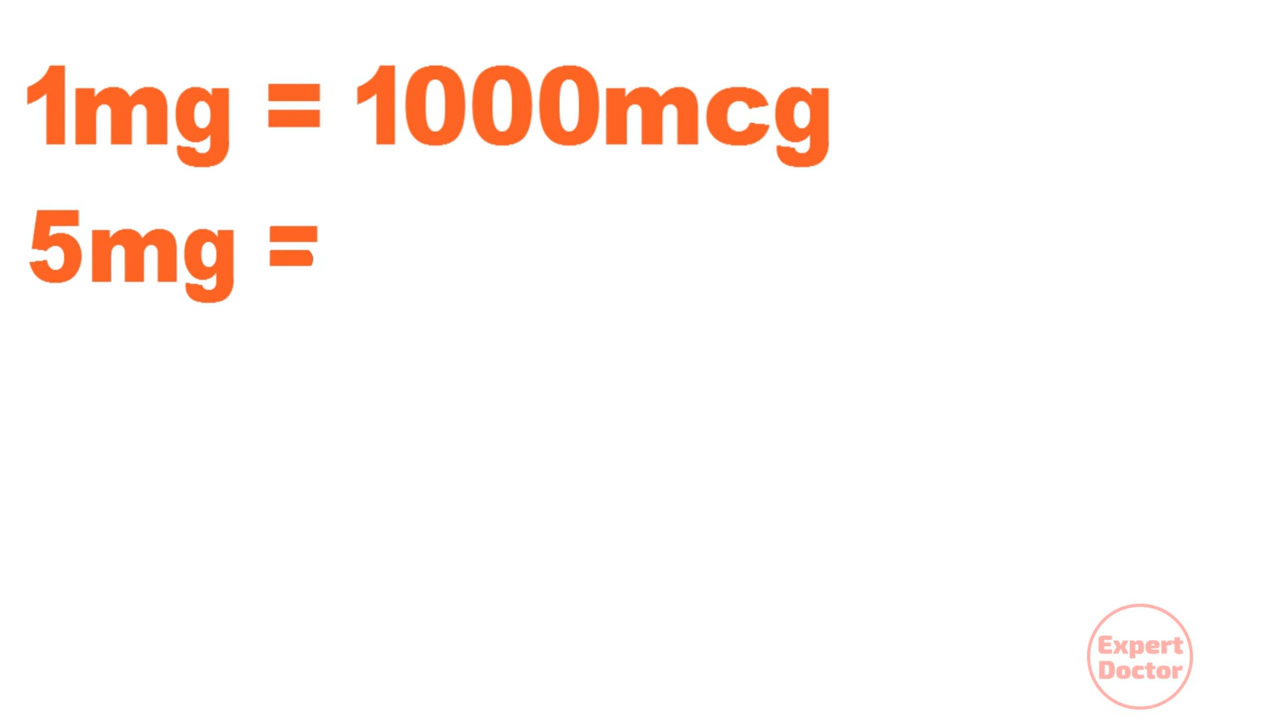 1mg = 1000mcg
5mg =
Expert
Doctor